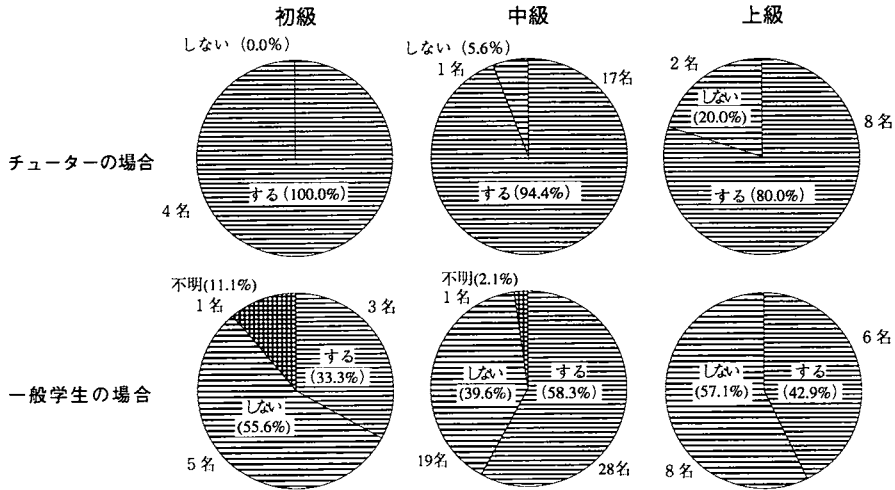 初級
中級
上級
チューターの場合
しない (0.0%)
する(100.0%)
4名
しない (5.6%)
1名
17名
する(94.4%)
2名
しない
(20.0%)
8名
する(80.0%)
一般学生の場合
不明(11.1%)
1名
3名
する
(33.3%)
しない
(55.6%)
5名
不明(2.1%)
1名
しない
(39.6%)
する
(58.3%)
19名
28名
6名
しない
(57.1%)
する
(42.9%)
8名